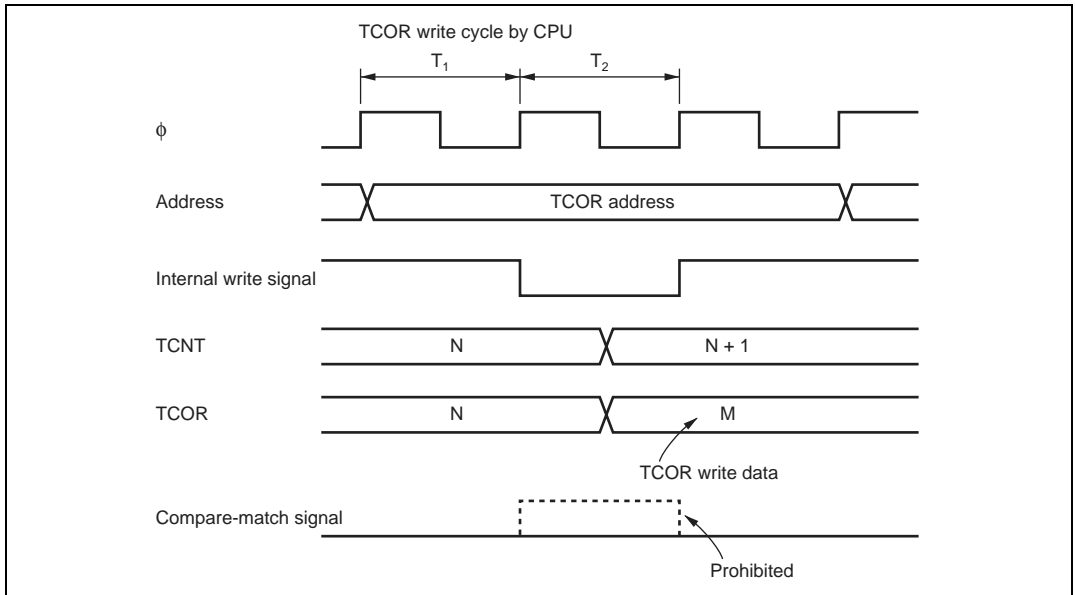 TCOR write cycle by CPU
T1 T2
ϕ
Address TCOR address
Internal write signal
TCNT N N + 1
TCOR N M
TCOR write data
Compare-match signal
Prohibited